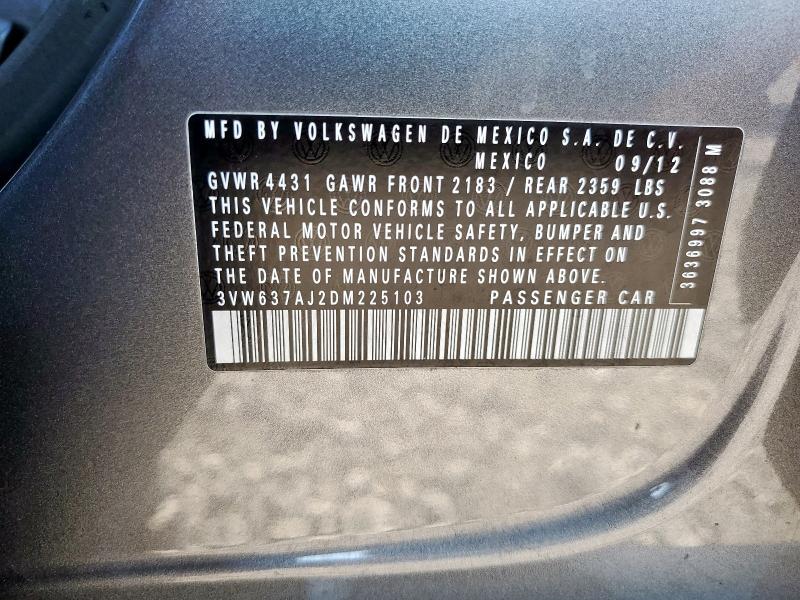 MFD BY VOLKSWAGEN DE MEXICO S.A. DE C.V.
MEXICO 09/12
GVWR 4431 GAWR FRONT 2183 / REAR 2359 LBS
THIS VEHICLE CONFORMS TO ALL APPLICABLE U.S.
FEDERAL MOTOR VEHICLE SAFETY, BUMPER AND
THEFT PREVENTION STANDARDS IN EFFECT ON
THE DATE OF MANUFACTURE SHOWN ABOVE.
3VW637AJ2DM225103 PASSENGER CAR
3636997 3088 M